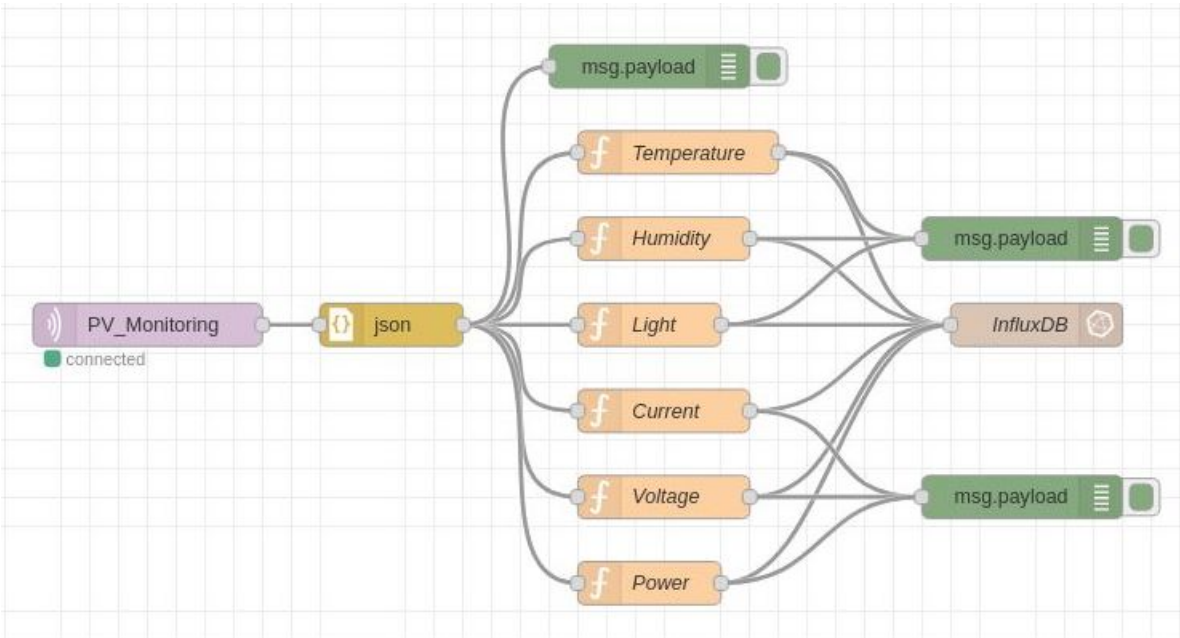 msg.payload
Temperature
Humidity
msg.payload
PV_Monitoring
json
Light
InfluxDB
connected
Current
Voltage
msg.payload
Power